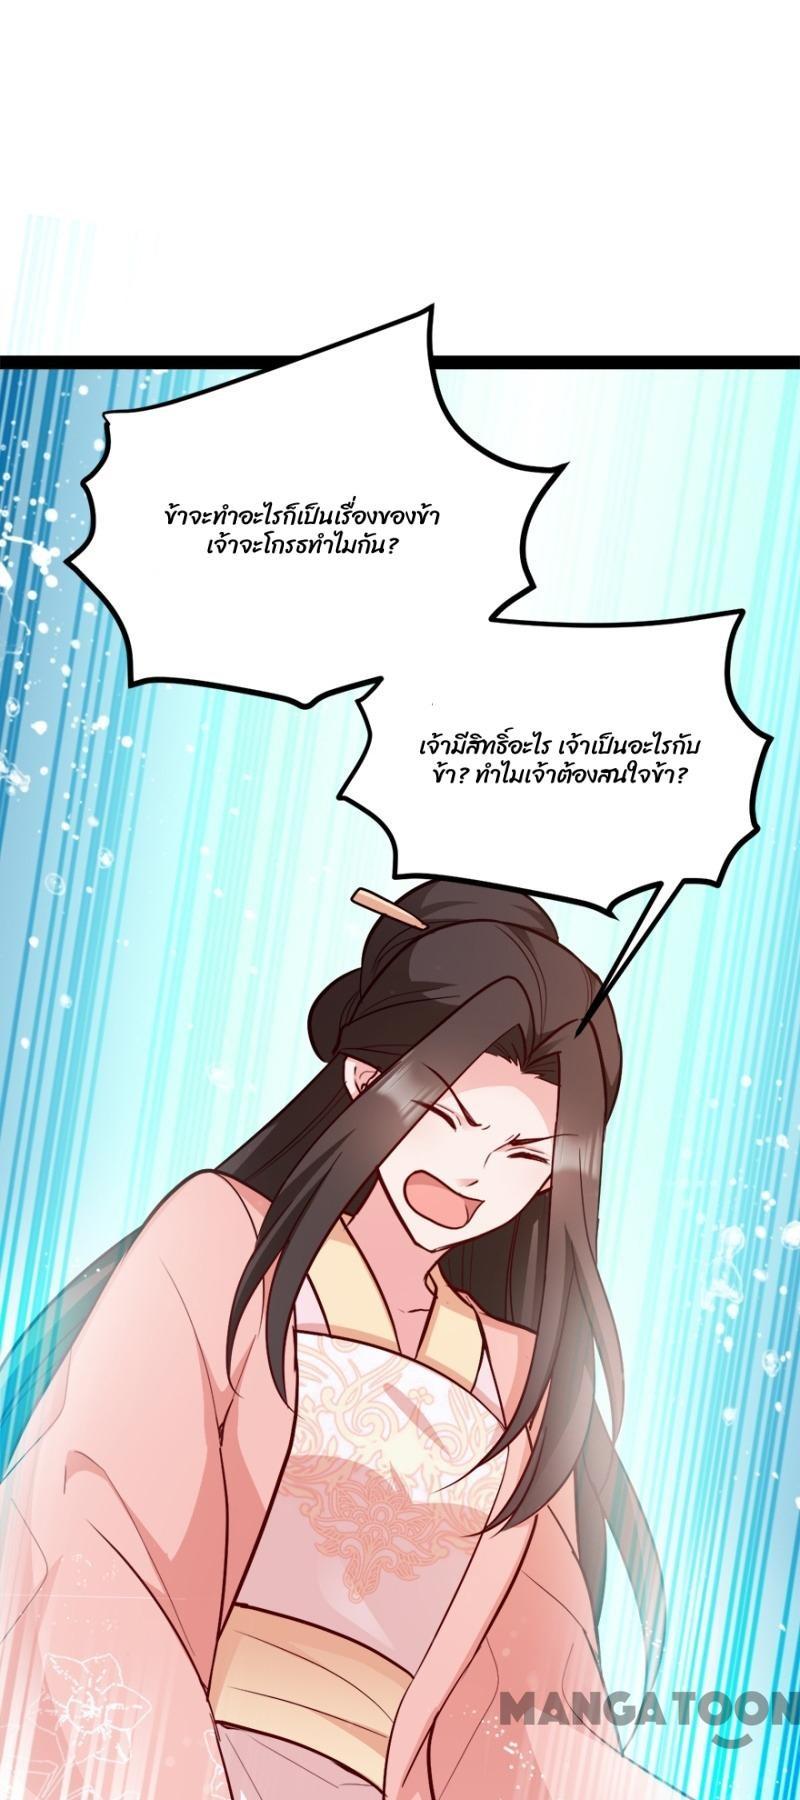 ข้าจะทำอะไรก็เป็นเรื่องของข้า
เจ้าจะโกรธทำไมกัน?
เจ้ามีสิทธิ์อะไร เจ้าเป็นอะไรกับ
ข้า? ทำไมเจ้าต้องสนใจข้า?
MANGATOON